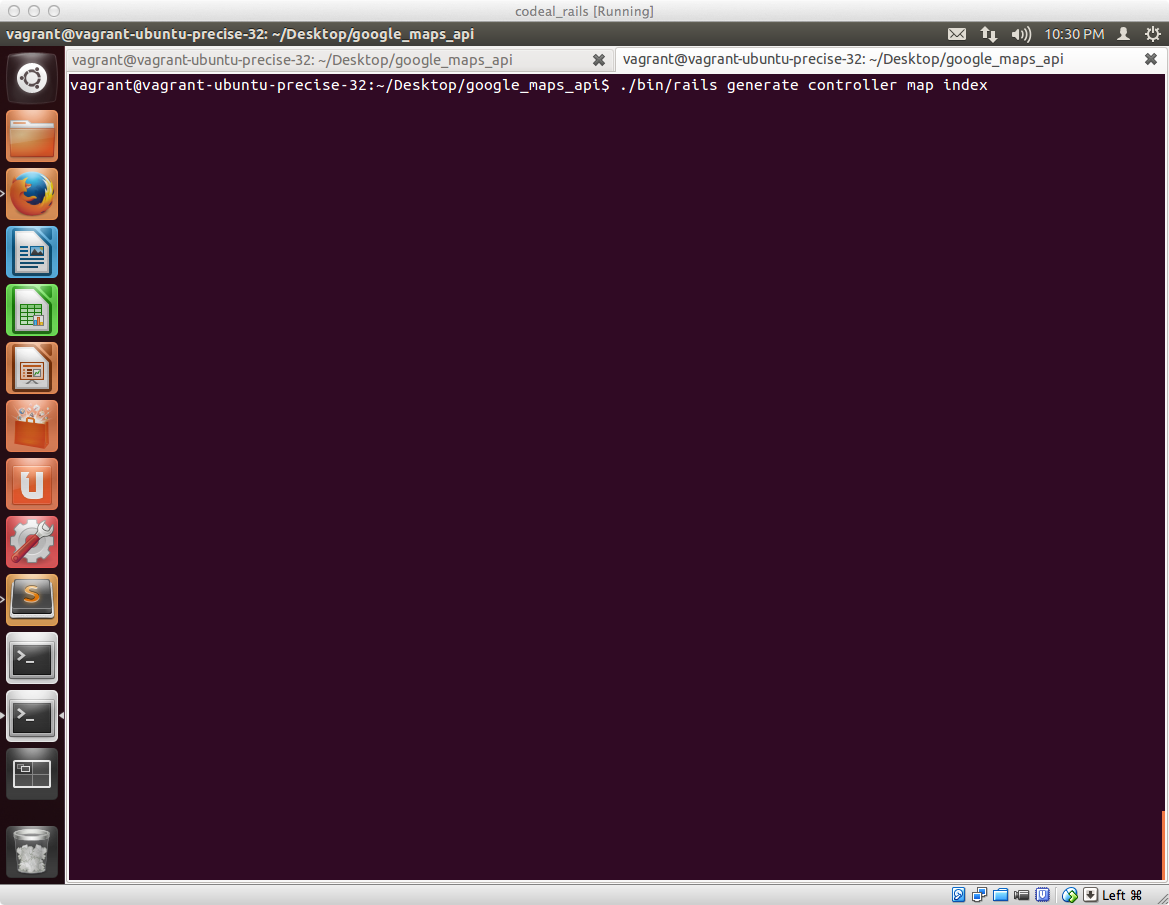 codeal_rails [Running]
vagrant@vagrant-ubuntu-precise-32: ~/Desktop/google_maps_api
10:30 PM
vagrant@vagrant-ubuntu-precise-32: ~/Desktop/google_maps_api
vagrant@vagrant-ubuntu-precise-32: ~/Desktop/google_maps_api
vagrant@vagrant-ubuntu-precise-32:~/Desktop/google_maps_api$ ./bin/rails generate controller map index
Left ⌘